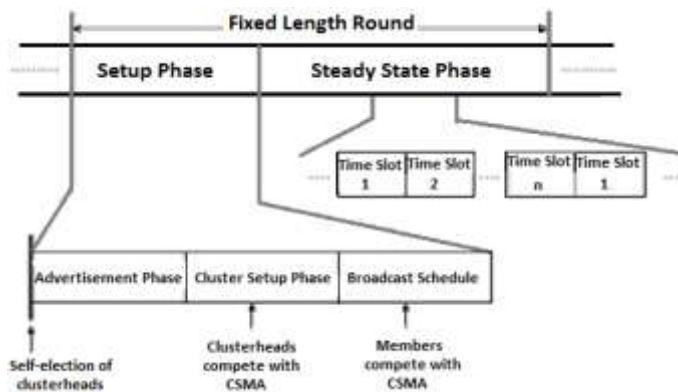 Fixed Length Round
Setup Phase
Steady State Phase
Time Slot
1
Time Slot
2
Time Slot
n
Time Slot
1
Advertisement Phase
Cluster Setup Phase
Broadcast Schedule
Self-election of
clusterheads
Clusterheads
compete with
CSMA
Members
compete with
CSMA